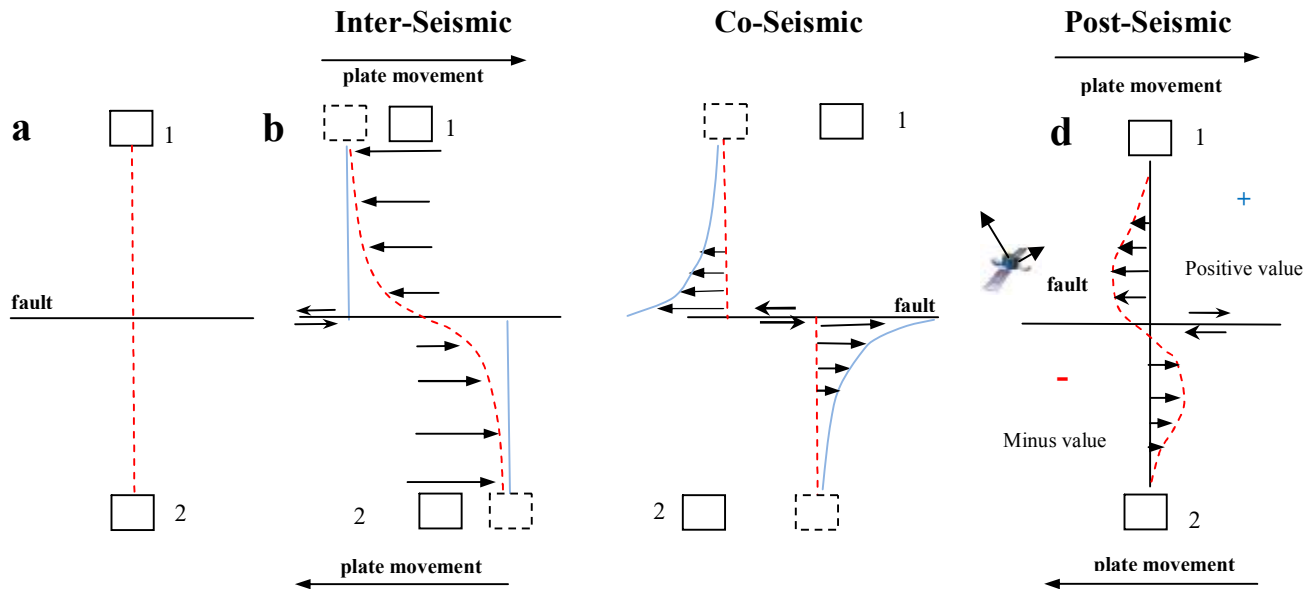 Inter-Seismic
plate movement
Co-Seismic
Post-Seismic
plate movement
a
1
b
1
1
d
1
+
Positive value
fault
fault
fault
-
Minus value
2
2
2
2
plate movement
plate movement